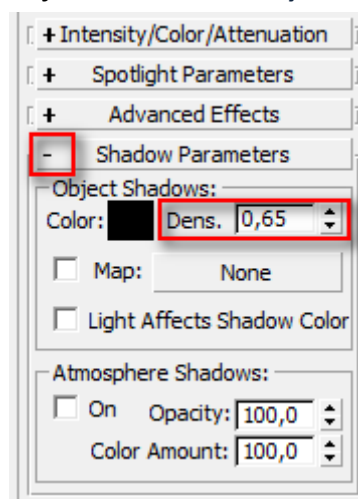 + Intensity/Color/Attenuation
+ Spotlight Parameters
+ Advanced Effects
- Shadow Parameters
Object Shadows:
Color: Dens. 0,65
Map: None
Light Affects Shadow Color
Atmosphere Shadows:
On Opacity: 100,0
Color Amount: 100,0